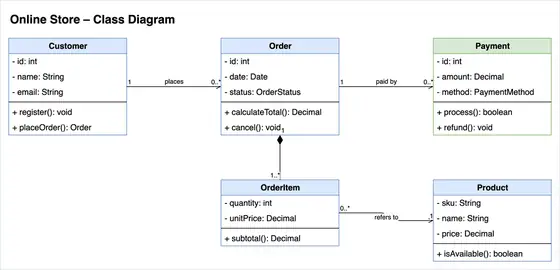 Online Store – Class Diagram
Customer
- id: int
- name: String
- email: String
+ register(): void
+ placeOrder(): Order
1
places
0..*
Order
- id: int
- date: Date
- status: OrderStatus
+ calculateTotal(): Decimal
+ cancel(): void
1
paid by
0..*
Payment
- id: int
- amount: Decimal
- method: PaymentMethod
+ process(): boolean
+ refund(): void
1
1..*
OrderItem
- quantity: int
- unitPrice: Decimal
+ subtotal(): Decimal
0..*
refers to
1
Product
- sku: String
- name: String
- price: Decimal
+ isAvailable(): boolean